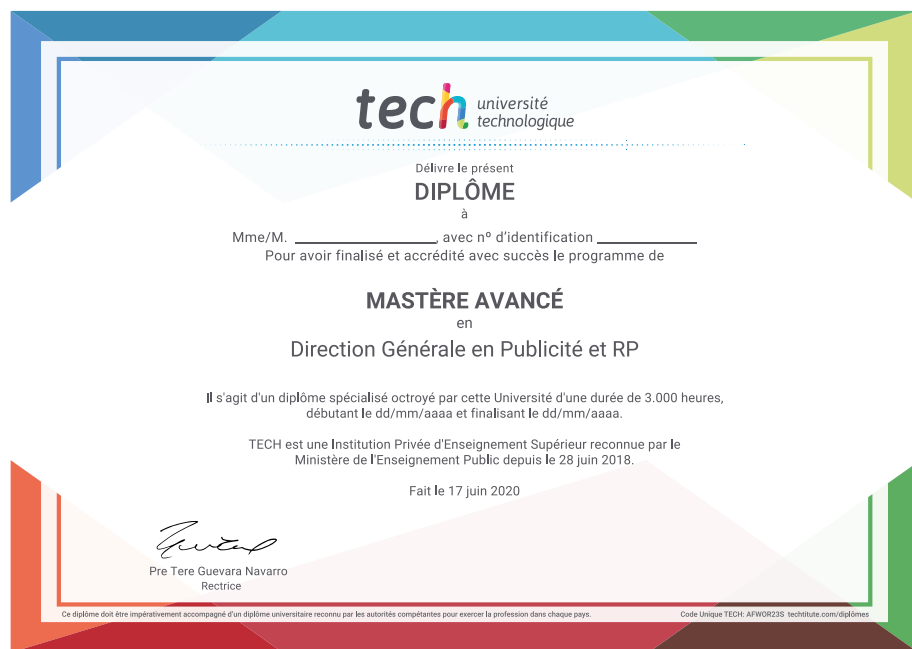 tech université
technologique
Délivre le présent
DIPLÔME
à
Mme/M. ____________, avec nº d'identification ____________
Pour avoir finalisé et accrédité avec succès le programme de
MASTÈRE AVANCÉ
en
Direction Générale en Publicité et RP
Il s'agit d'un diplôme spécialisé octroyé par cette Université d'une durée de 3.000 heures,
débutant le dd/mm/aaaa et finalisant le dd/mm/aaaa.
TECH est une Institution Privée d'Enseignement Supérieur reconnue par le
Ministère de l'Enseignement Public depuis le 28 juin 2018.
Fait le 17 juin 2020
Pre Tere Guevara Navarro
Rectrice
Ce diplôme doit être impérativement accompagné d'un diplôme universitaire reconnu par les autorités compétentes pour exercer la profession dans chaque pays.
Code Unique TECH: AFWOR23S techtitute.com/diplômes